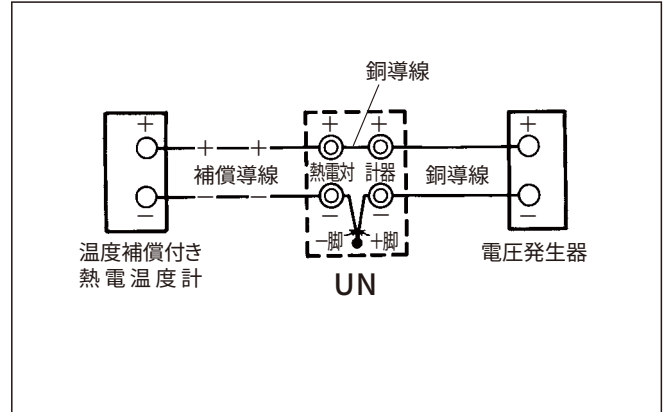 銅導線
+ + + +
＋ ＋
補償導線
熱電対 計器
銅導線
− − − −
− −
−脚 +脚
温度補償付き
熱電温度計
UN
電圧発生器